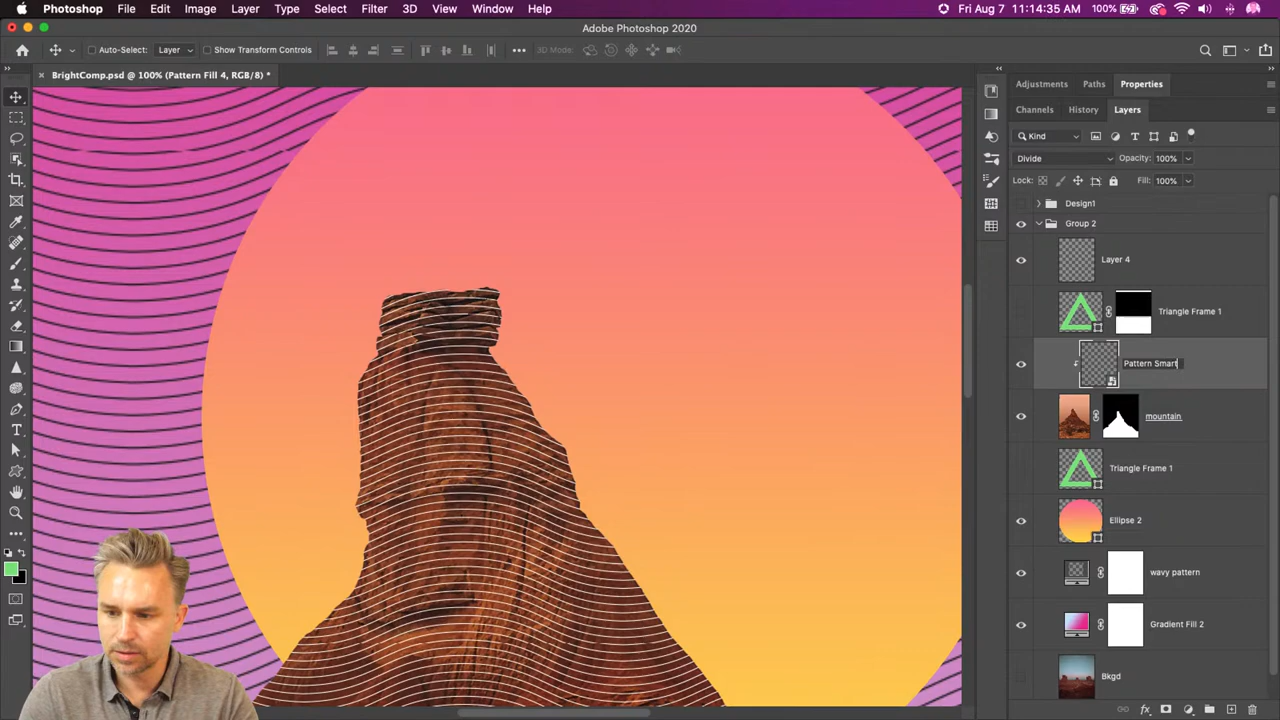 Photoshop File Edit Image Layer Type Select Filter 3D View Window Help 100% Fri Aug 7 11:14:35 AM
Adobe Photoshop 2020
Auto-Select: Layer Show Transform Controls 3D Mode:
BrightComp.psd @ 100% (Pattern Fill 4, RGB/8) *
Adjustments Paths Properties
Channels History Layers
Kind
Divide Opacity: 100%
Lock: Fill: 100%
Design1
Group 2
Layer 4
Triangle Frame 1
Pattern Smart
mountain
Triangle Frame 1
Ellipse 2
wavy pattern
Gradient Fill 2
Bkgd